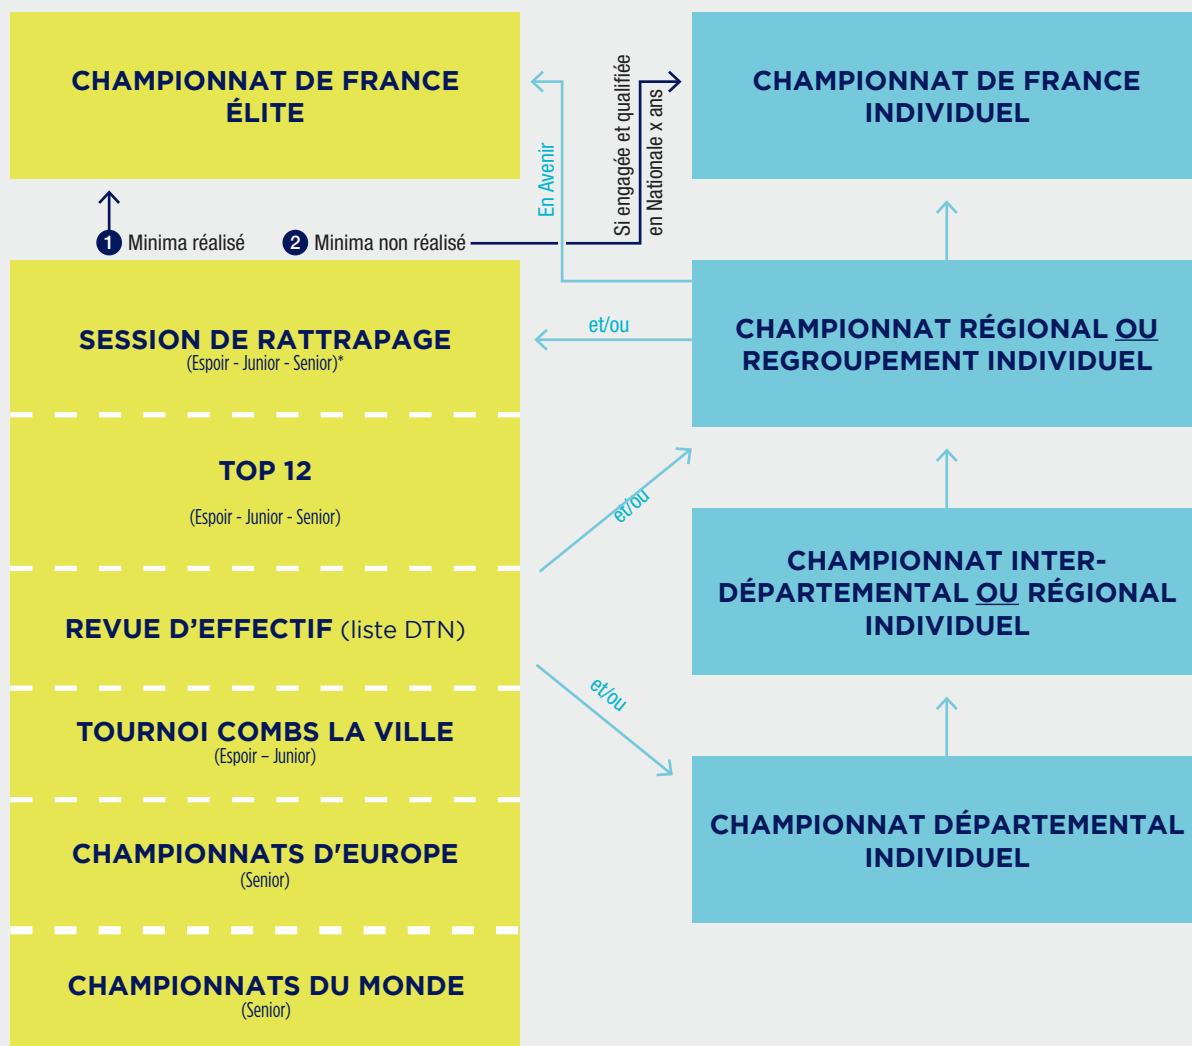 CHAMPIONNAT DE FRANCE
ÉLITE
1 Minima réalisé
2 Minima non réalisé
En Avenir
Si engagée et qualifiée
en Nationale x ans
CHAMPIONNAT DE FRANCE
INDIVIDUEL
SESSION DE RATTRAPAGE
(Espoir - Junior - Senior)*
et/ou
CHAMPIONNAT RÉGIONAL OU
REGROUPEMENT INDIVIDUEL
TOP 12
(Espoir - Junior - Senior)
et/ou
REVUE D’EFFECTIF (liste DTN)
CHAMPIONNAT INTER-
DÉPARTEMENTAL OU RÉGIONAL
INDIVIDUEL
TOURNOI COMBS LA VILLE
(Espoir – Junior)
et/ou
CHAMPIONNATS D'EUROPE
(Senior)
CHAMPIONNAT DÉPARTEMENTAL
INDIVIDUEL
CHAMPIONNATS DU MONDE
(Senior)